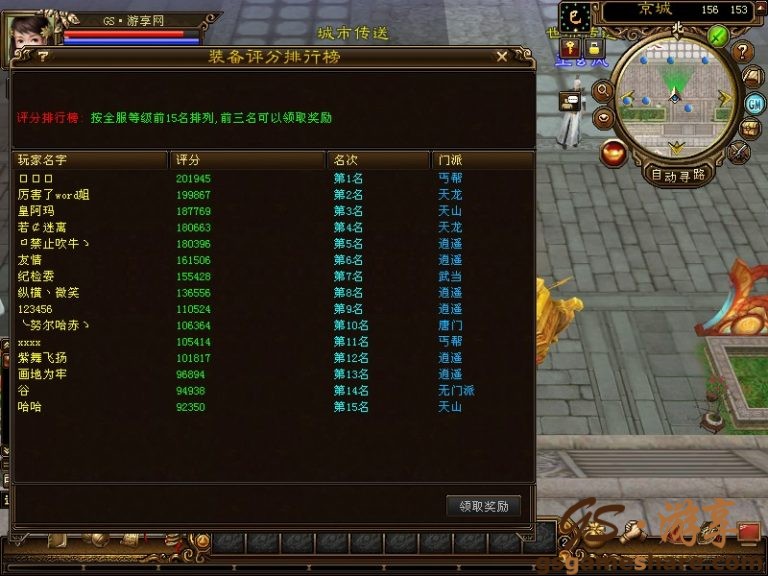 GS·游享网
城市传送
京城 156 153
北
GM
自动寻路
装备评分排行榜
评分排行榜: 按全服等级前15名排列,前三名可以领取奖励
玩家名字 评分 名次 门派
□□□ 201945 第1名 丐帮
厉害了word姐 199867 第2名 天龙
皇阿玛 187769 第3名 天山
若¢迷离 180663 第4名 天龙
禁止吹牛ヽ 180396 第5名 逍遥
友情 161506 第6名 逍遥
纪检委 155428 第7名 武当
纵横丶微笑 136556 第8名 逍遥
123456 110524 第9名 逍遥
╰努尔哈赤ヽ 106364 第10名 唐门
xxxx 105414 第11名 丐帮
紫舞飞扬 101817 第12名 逍遥
画地为牢 96894 第13名 逍遥
谷 94938 第14名 无门派
哈哈 92350 第15名 天山
领取奖励
GS 游享
gsgameshare.com